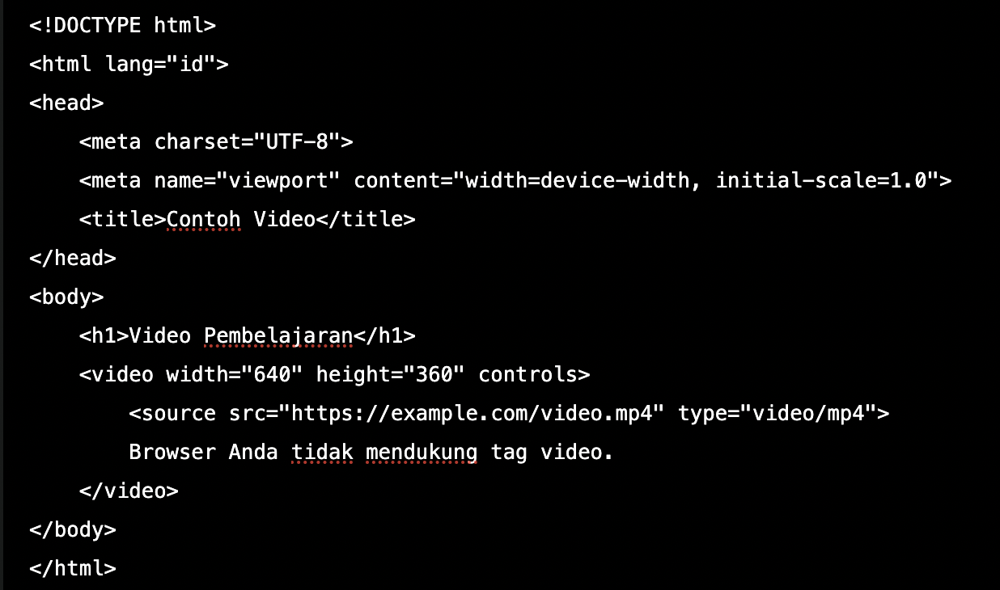 <!DOCTYPE html>
<html lang="id">
<head>
    <meta charset="UTF-8">
    <meta name="viewport" content="width=device-width, initial-scale=1.0">
    <title>Contoh Video</title>
</head>
<body>
    <h1>Video Pembelajaran</h1>
    <video width="640" height="360" controls>
        <source src="https://example.com/video.mp4" type="video/mp4">
        Browser Anda tidak mendukung tag video.
    </video>
</body>
</html>